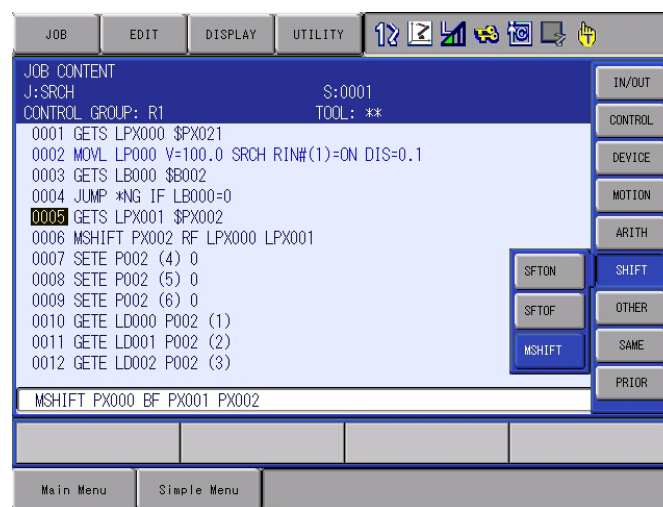 JOB EDIT DISPLAY UTILITY
JOB CONTENT
J:SRCH S:0001
CONTROL GROUP: R1 TOOL: **
0001 GETS LPX000 $PX021
0002 MOVL LP000 V=100.0 SRCH RIN#(1)=ON DIS=0.1
0003 GETS LB000 $B002
0004 JUMP *NG IF LB000=0
0005 GETS LPX001 $PX002
0006 MSHIFT PX002 RF LPX000 LPX001
0007 SETE P002 (4) 0
0008 SETE P002 (5) 0
0009 SETE P002 (6) 0
0010 GETE LD000 P002 (1)
0011 GETE LD001 P002 (2)
0012 GETE LD002 P002 (3)
MSHIFT PX000 BF PX001 PX002
SFTON
SFTOF
MSHIFT
IN/OUT
CONTROL
DEVICE
MOTION
ARITH
SHIFT
OTHER
SAME
PRIOR
Main Menu Simple Menu